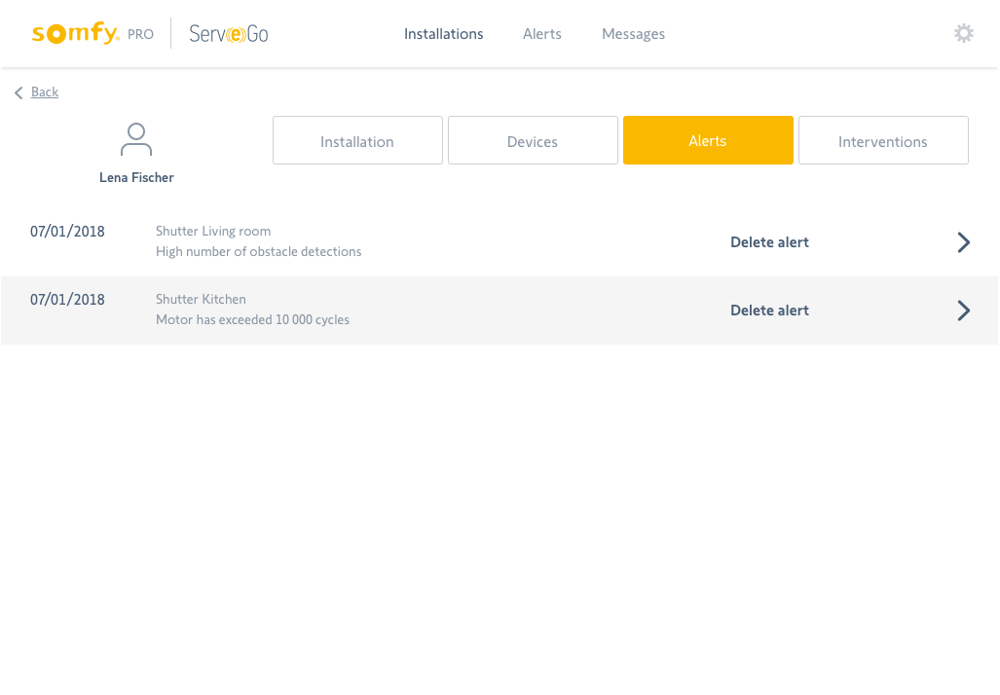 somfy. PRO Serv(e)Go Installations Alerts Messages
Back
Installation Devices Alerts Interventions
Lena Fischer
07/01/2018 Shutter Living room
High number of obstacle detections
Delete alert
07/01/2018 Shutter Kitchen
Motor has exceeded 10 000 cycles
Delete alert